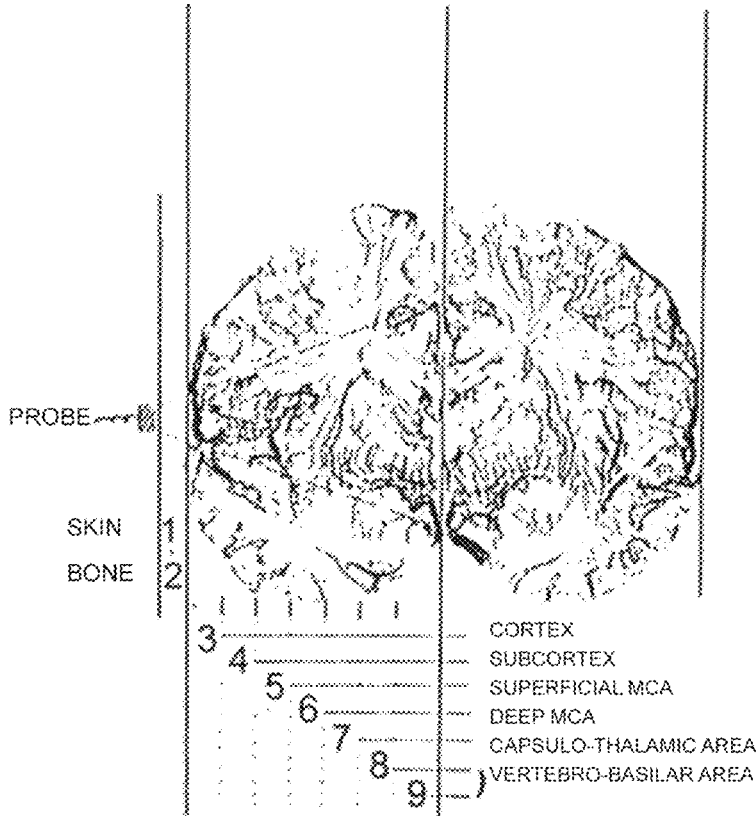 PROBE
SKIN 1
BONE 2
3 CORTEX
4 SUBCORTEX
5 SUPERFICIAL MCA
6 DEEP MCA
7 CAPSULO-THALAMIC AREA
8 VERTEBRO-BASILAR AREA
9